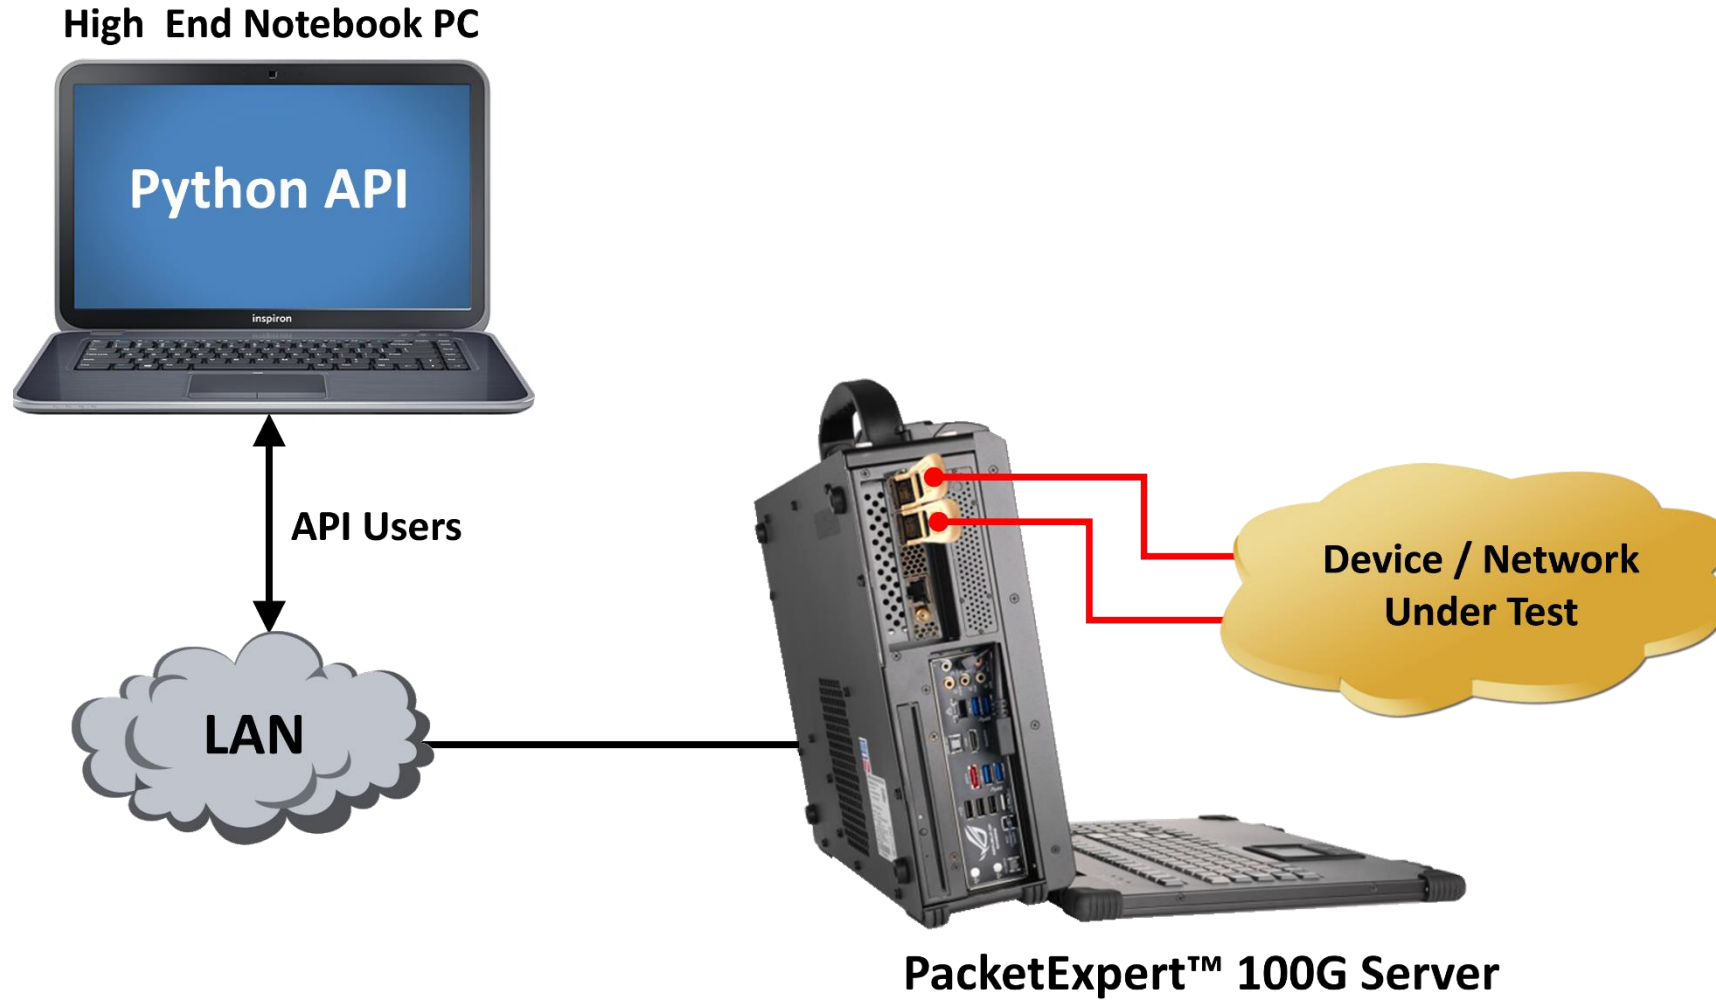 High End Notebook PC
Python API
inspiron
API Users
LAN
Device / Network
Under Test
PacketExpert™ 100G Server